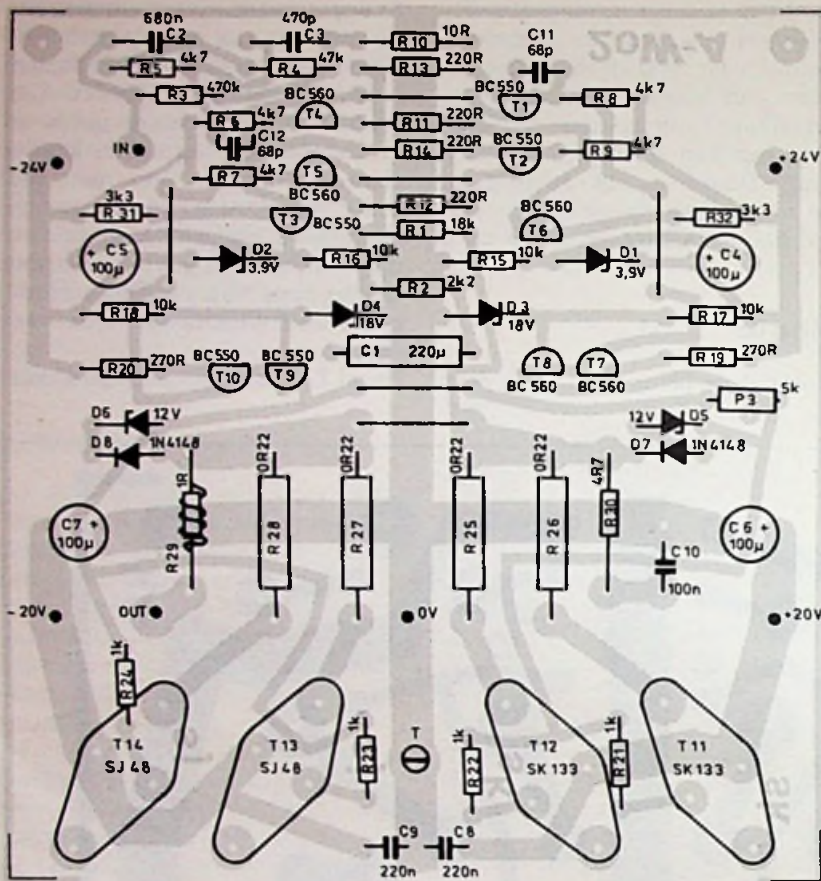 680n 470p 10R C11
C2 C3 R10 68p 20W-A
4k7 47k 220R
R5 R4 R13
470k BC550 4k7
R3 T1 R8
4k7 BC560 220R
R6 T4 R11
C12 220R BC550 4k7
68p R14 T2 R9
IN
-24V +24V
4k7
R7 T5
BC560
3k3 BC560 220R BC560 3k3
R31 T3 BC550 R12 T6 R32
18k
R1
+ C5 100µ D2 3,9V R16 10k R15 10k D1 3,9V + C4 100µ
R2 2k2
R18 10k D4 18V D3 18V R17 10k
C1 220µ
R20 270R BC550 T10 BC550 T9 T8 T7 R19 270R
BC560 BC560
P3 5k
D6 12V 12V D5
D8 1N4148 D7 1N4148
1R 0R22 0R22 0R22 0R22 4R7
R29 R28 R27 R25 R26 R30
C7 + 100µ C6 + 100µ
C10
100n
-20V OUT 0V +20V
1k
R24
T14 T13 T T12 T11
SJ48 SJ48 SK133 SK133
1k 1k 1k
R23 R22 R21
C9 C8
220n 220n